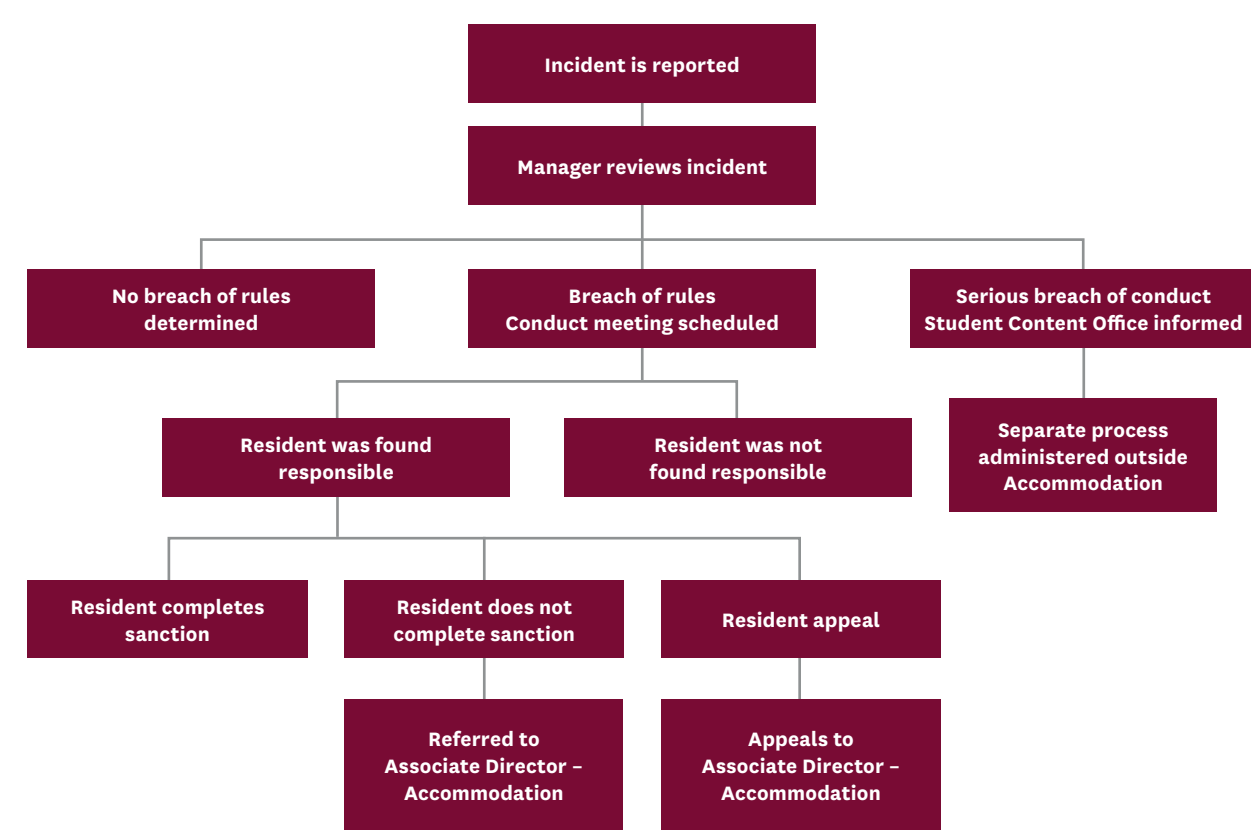 Incident is reported
Manager reviews incident
No breach of rules
determined
Breach of rules
Conduct meeting scheduled
Serious breach of conduct
Student Content Office informed
Resident was found
responsible
Resident was not
found responsible
Separate process
administered outside
Accommodation
Resident completes
sanction
Resident does not
complete sanction
Resident appeal
Referred to
Associate Director –
Accommodation
Appeals to
Associate Director –
Accommodation